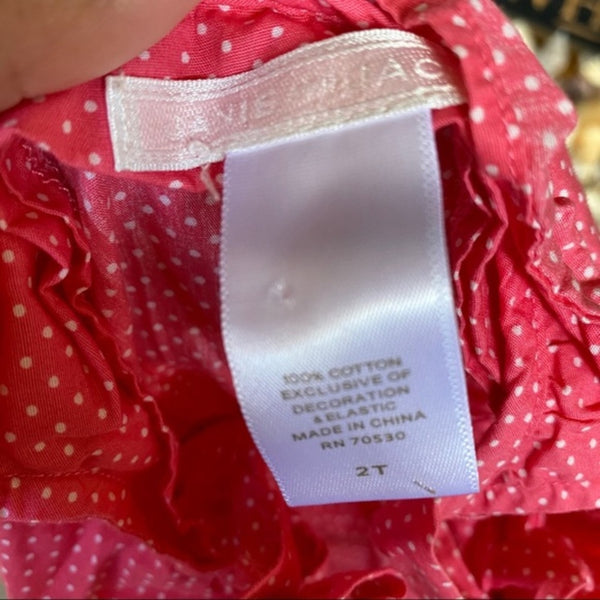 100% COTTON
EXCLUSIVE OF
DECORATION
& ELASTIC
MADE IN CHINA
RN 70530
2T